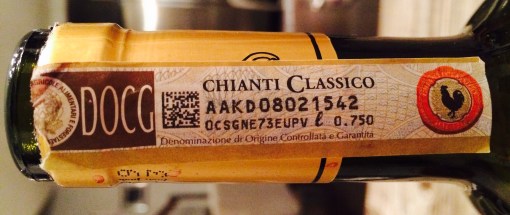 DOCG
CHIANTI CLASSICO
AAKD08021542
OCSGNE73EUPV ℓ 0.750
Denominazione di Origine Controllata e Garantita